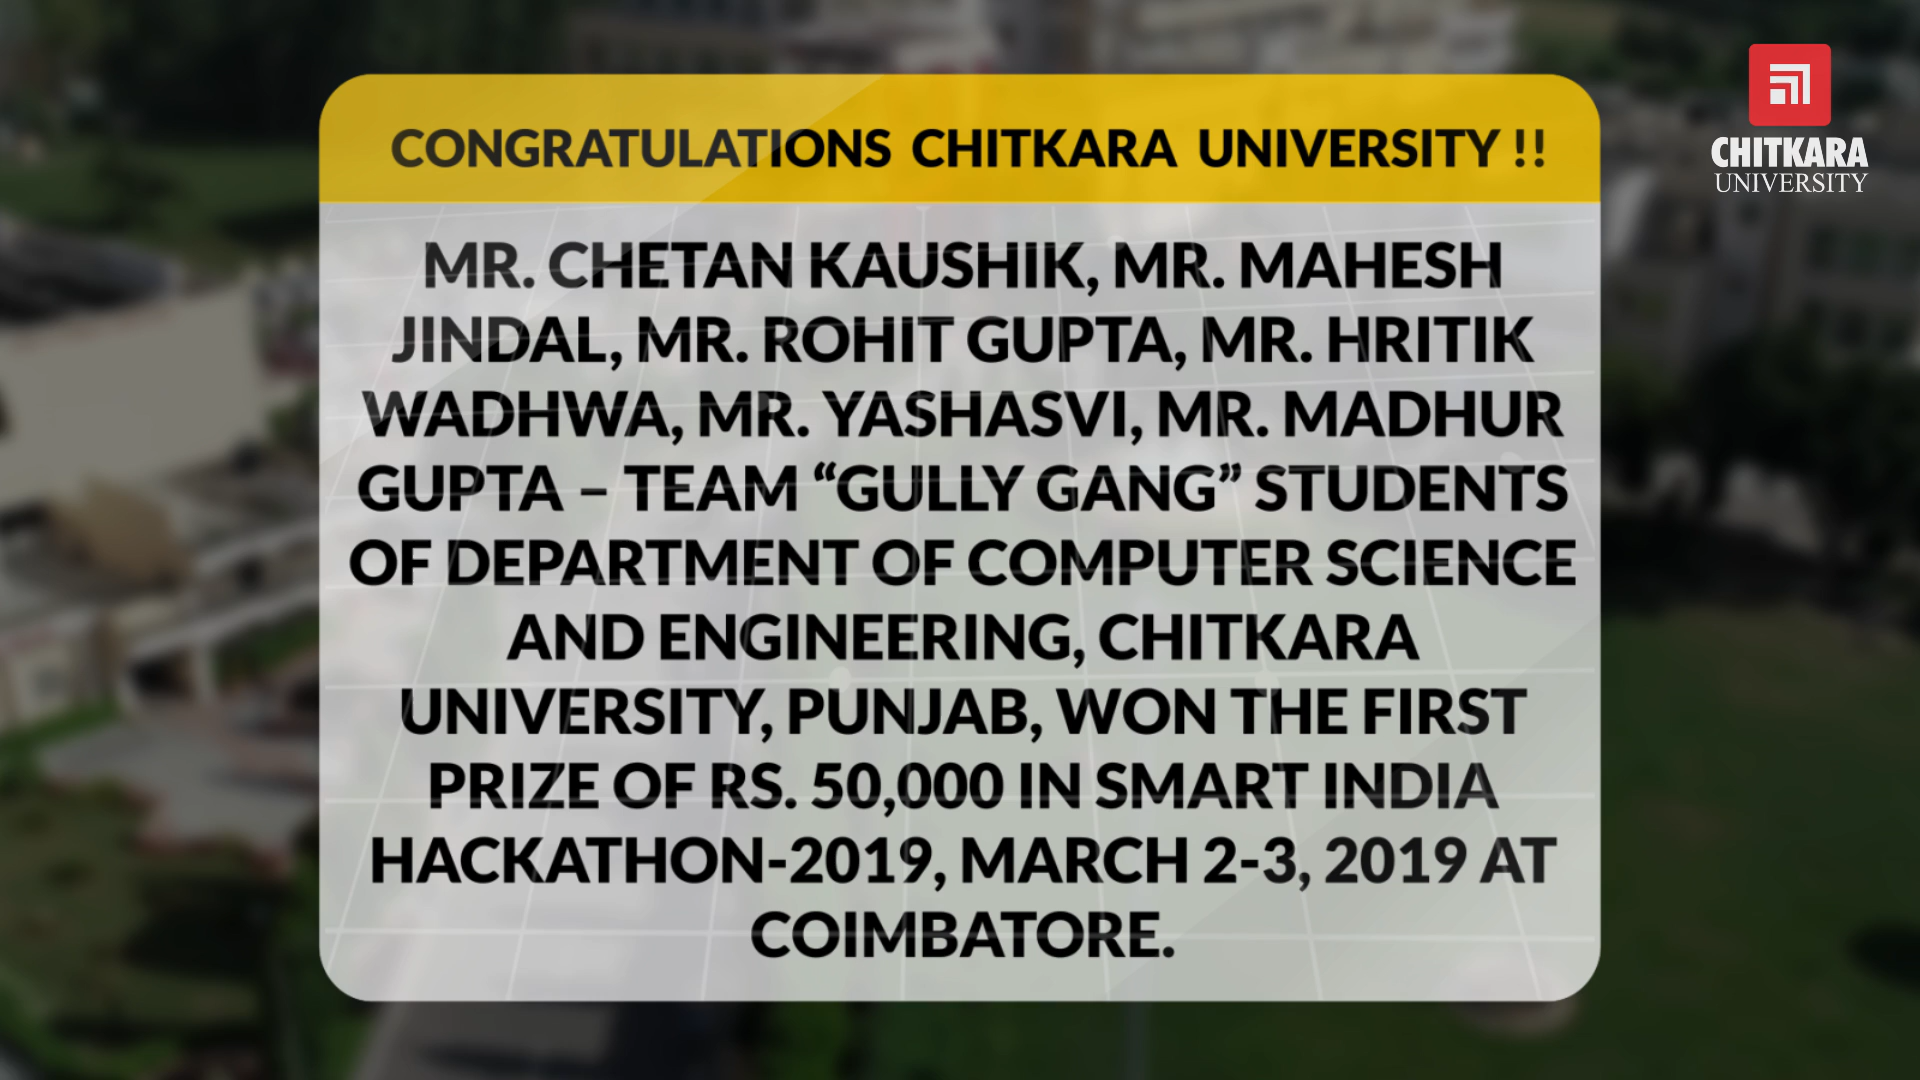 CONGRATULATIONS CHITKARA UNIVERSITY !!
CHITKARA
UNIVERSITY
MR. CHETAN KAUSHIK, MR. MAHESH
JINDAL, MR. ROHIT GUPTA, MR. HRITIK
WADHWA, MR. YASHASVI, MR. MADHUR
GUPTA – TEAM “GULLY GANG” STUDENTS
OF DEPARTMENT OF COMPUTER SCIENCE
AND ENGINEERING, CHITKARA
UNIVERSITY, PUNJAB, WON THE FIRST
PRIZE OF RS. 50,000 IN SMART INDIA
HACKATHON-2019, MARCH 2-3, 2019 AT
COIMBATORE.